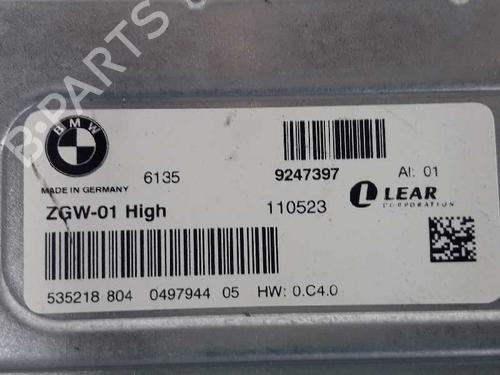 B-PARTS
BMW
MADE IN GERMANY
6135
9247397
AI: 01
ZGW-01 High
110523
LEAR
CORPORATION
535218 804 0497944 05 HW: 0.C4.0